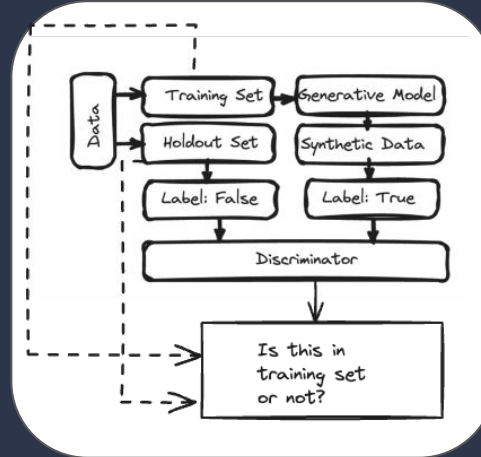 Data
Training Set
Generative Model
Holdout Set
Synthetic Data
Label: False
Label: True
Discriminator
Is this in
training set
or not?